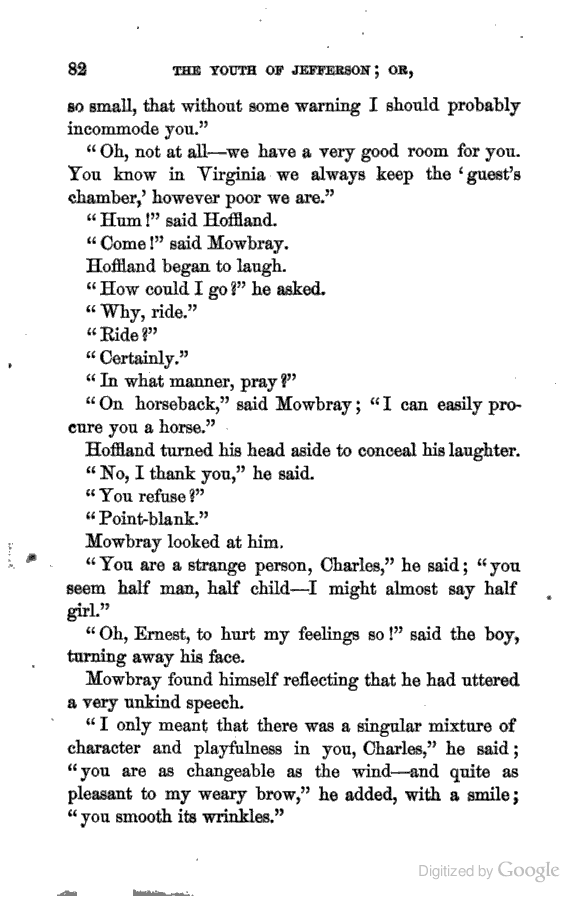 82 THE YOUTH OF JEFFERSON; OR,
so small, that without some warning I should probably
incommode you.”
“Oh, not at all—we have a very good room for you.
You know in Virginia we always keep the ‘guest’s
chamber,’ however poor we are.”
“Hum!” said Hoffland.
“Come!” said Mowbray.
Hoffland began to laugh.
“How could I go?” he asked.
“Why, ride.”
“Ride?”
“Certainly.”
“In what manner, pray?”
“On horseback,” said Mowbray; “I can easily pro-
cure you a horse.”
Hoffland turned his head aside to conceal his laughter.
“No, I thank you,” he said.
“You refuse?”
“Point-blank.”
Mowbray looked at him.
“You are a strange person, Charles,” he said; “you
seem half man, half child—I might almost say half
girl.”
“Oh, Ernest, to hurt my feelings so!” said the boy,
turning away his face.
Mowbray found himself reflecting that he had uttered
a very unkind speech.
“I only meant that there was a singular mixture of
character and playfulness in you, Charles,” he said;
“you are as changeable as the wind—and quite as
pleasant to my weary brow,” he added, with a smile;
“you smooth its wrinkles.”
Digitized by Google